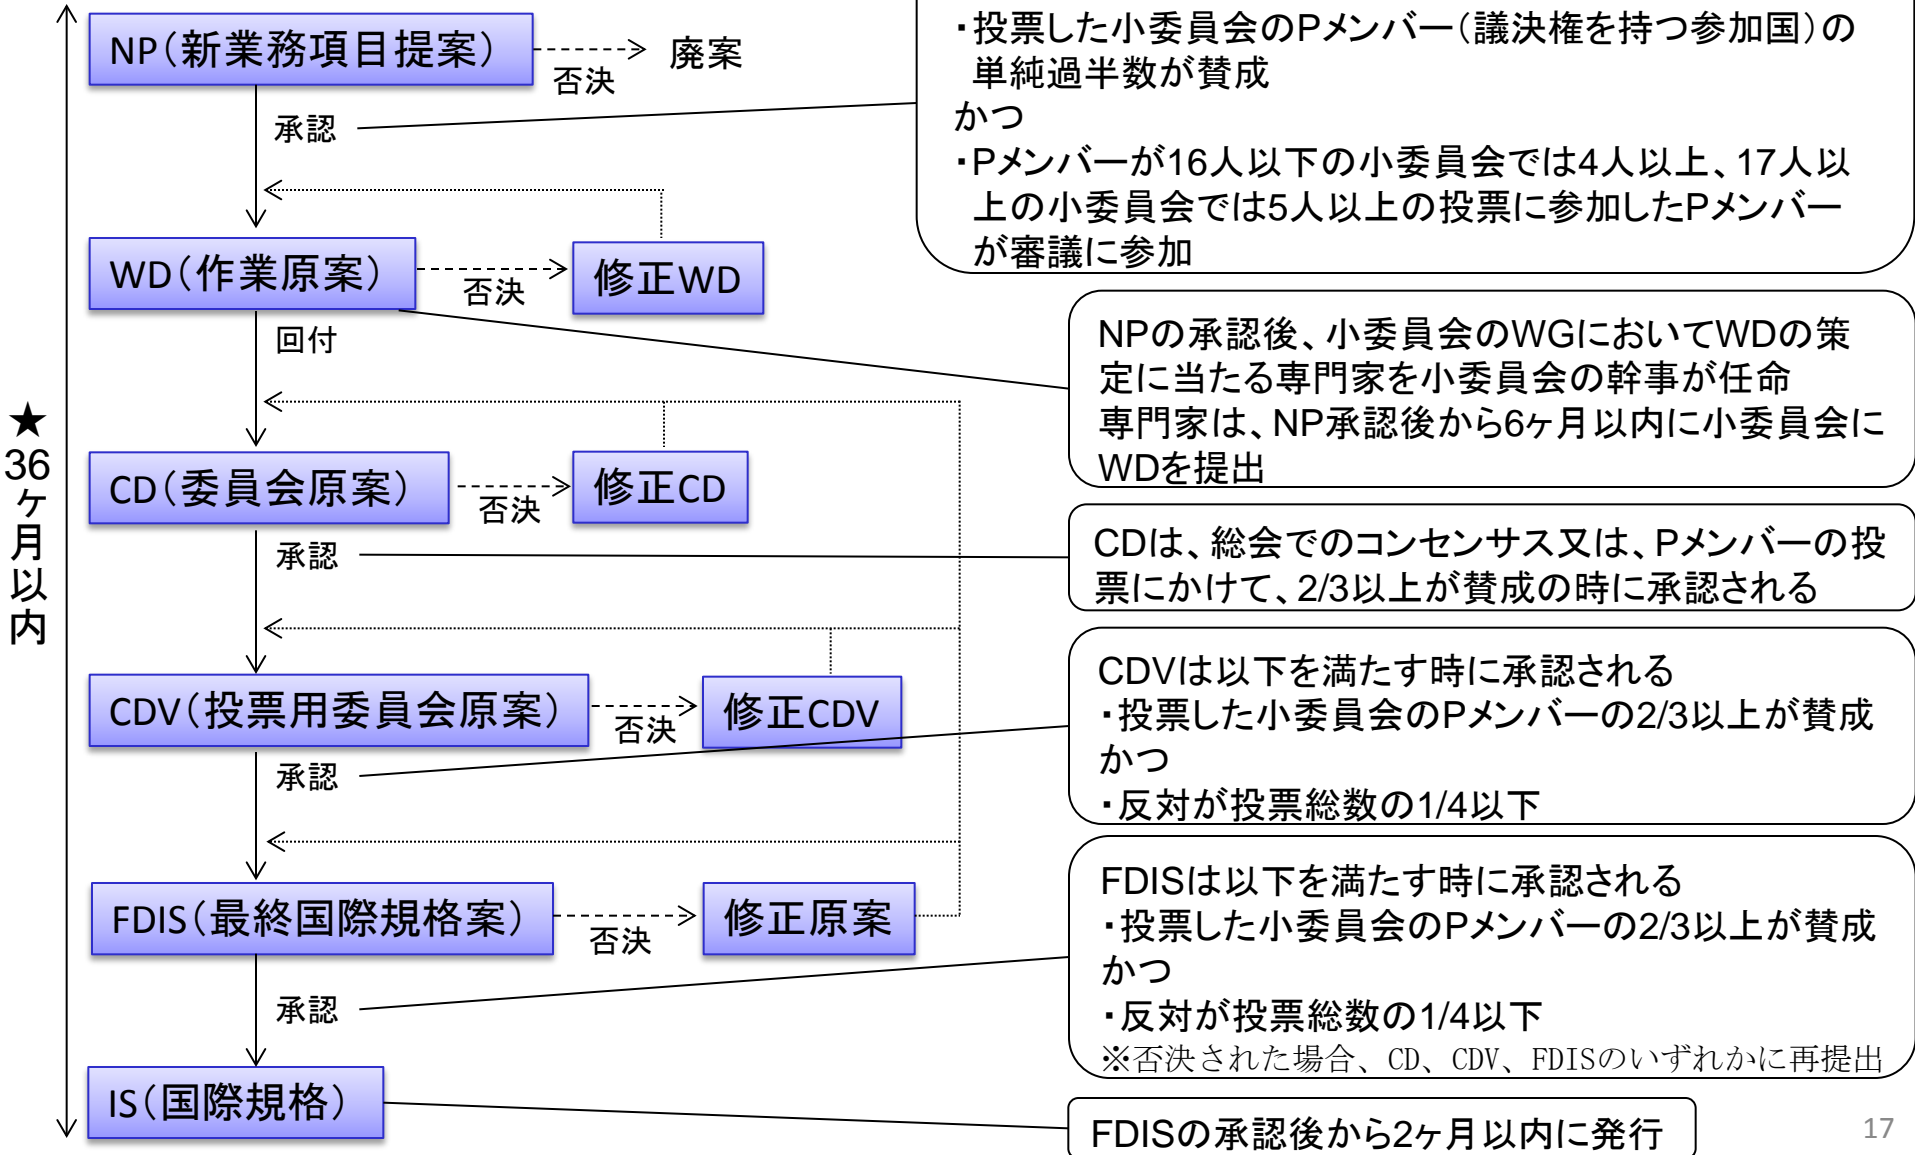 NP(新業務項目提案)
廃案
否決
承認
・投票した小委員会のPメンバー(議決権を持つ参加国)の
単純過半数が賛成
かつ
・Pメンバーが16人以下の小委員会では4人以上、17人以
上の小委員会では5人以上の投票に参加したPメンバー
が審議に参加
WD(作業原案)
否決
修正WD
回付
NPの承認後、小委員会のWGにおいてWDの策
定に当たる専門家を小委員会の幹事が任命
専門家は、NP承認後から6ヶ月以内に小委員会に
WDを提出
★36ヶ月以内
CD(委員会原案)
否決
修正CD
承認
CDは、総会でのコンセンサス又は、Pメンバーの投
票にかけて、2/3以上が賛成の時に承認される
CDV(投票用委員会原案)
否決
修正CDV
承認
CDVは以下を満たす時に承認される
・投票した小委員会のPメンバーの2/3以上が賛成
かつ
・反対が投票総数の1/4以下
FDIS(最終国際規格案)
否決
修正原案
承認
FDISは以下を満たす時に承認される
・投票した小委員会のPメンバーの2/3以上が賛成
かつ
・反対が投票総数の1/4以下
※否決された場合、CD、CDV、FDISのいずれかに再提出
IS(国際規格)
FDISの承認後から2ヶ月以内に発行
17